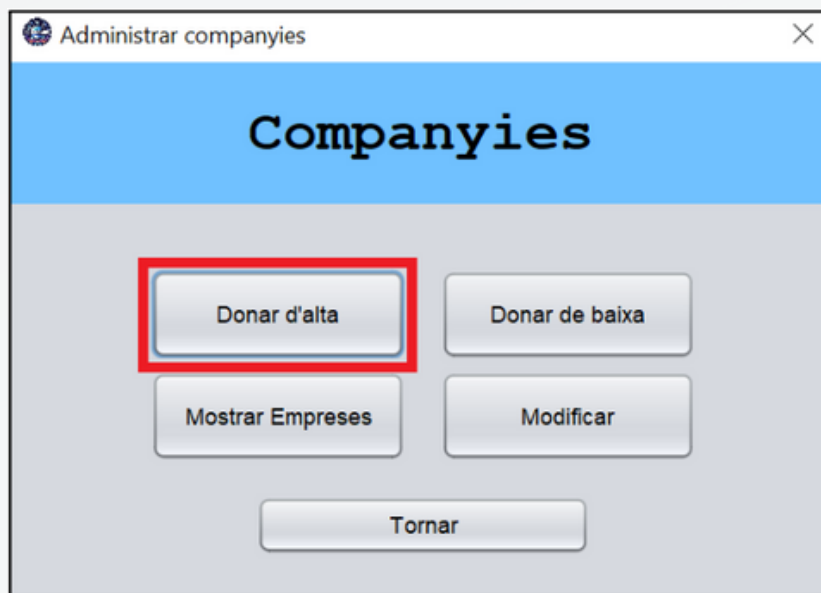 Administrar companyies
Companyies
Donar d'alta
Donar de baixa
Mostrar Empreses
Modificar
Tornar